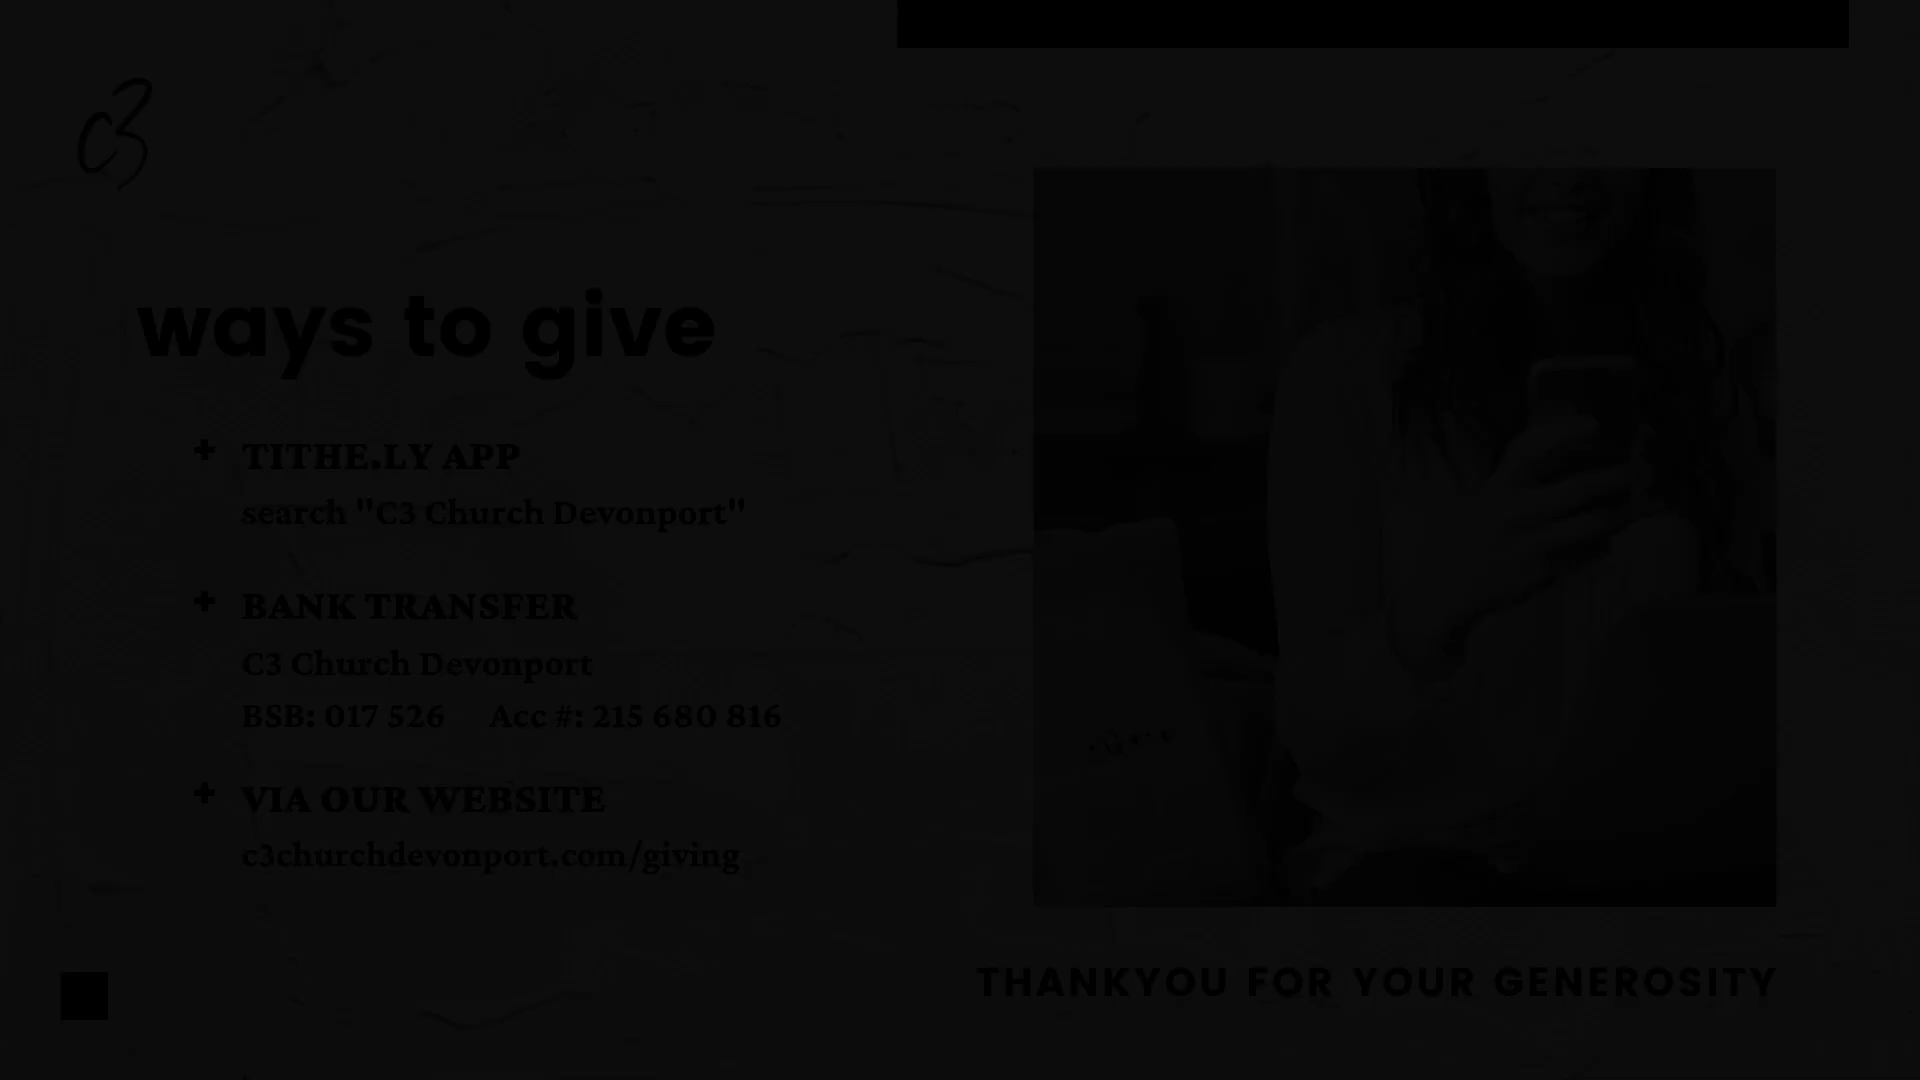 c3
ways to give
+ TITHE.LY APP
search "C3 Church Devonport"
+ BANK TRANSFER
C3 Church Devonport
BSB: 017 526 Acc #: 215 680 816
+ VIA OUR WEBSITE
c3churchdevonport.com/giving
THANKYOU FOR YOUR GENEROSITY